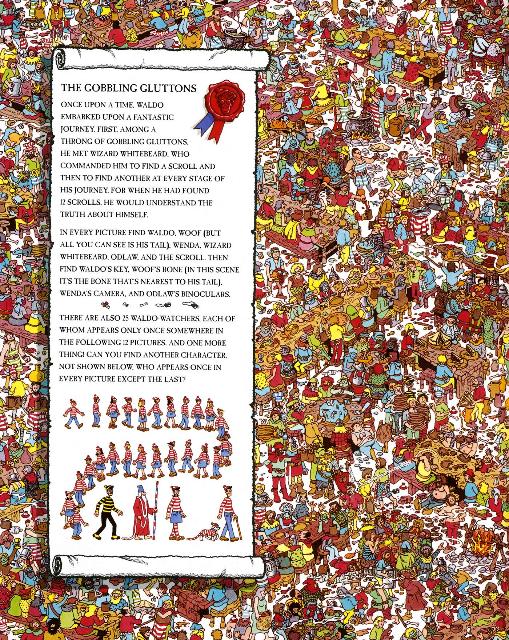 THE GOBBLING GLUTTONS
ONCE UPON A TIME, WALDO
EMBARKED UPON A FANTASTIC
JOURNEY. FIRST, AMONG A
THRONG OF GOBBLING GLUTTONS,
HE MET WIZARD WHITEBEARD, WHO
COMMANDED HIM TO FIND A SCROLL AND
THEN TO FIND ANOTHER AT EVERY STAGE OF
HIS JOURNEY. FOR WHEN HE HAD FOUND
12 SCROLLS, HE WOULD UNDERSTAND THE
TRUTH ABOUT HIMSELF.
IN EVERY PICTURE FIND WALDO, WOOF (BUT
ALL YOU CAN SEE IS HIS TAIL), WENDA, WIZARD
WHITEBEARD, ODLAW, AND THE SCROLL. THEN
FIND WALDO'S KEY, WOOF'S BONE (IN THIS SCENE
IT'S THE BONE THAT'S NEAREST TO HIS TAIL),
WENDA'S CAMERA, AND ODLAW'S BINOCULARS.
THERE ARE ALSO 25 WALDO-WATCHERS, EACH OF
WHOM APPEARS ONLY ONCE SOMEWHERE IN
THE FOLLOWING 12 PICTURES. AND ONE MORE
THING! CAN YOU FIND ANOTHER CHARACTER,
NOT SHOWN BELOW, WHO APPEARS ONCE IN
EVERY PICTURE EXCEPT THE LAST?